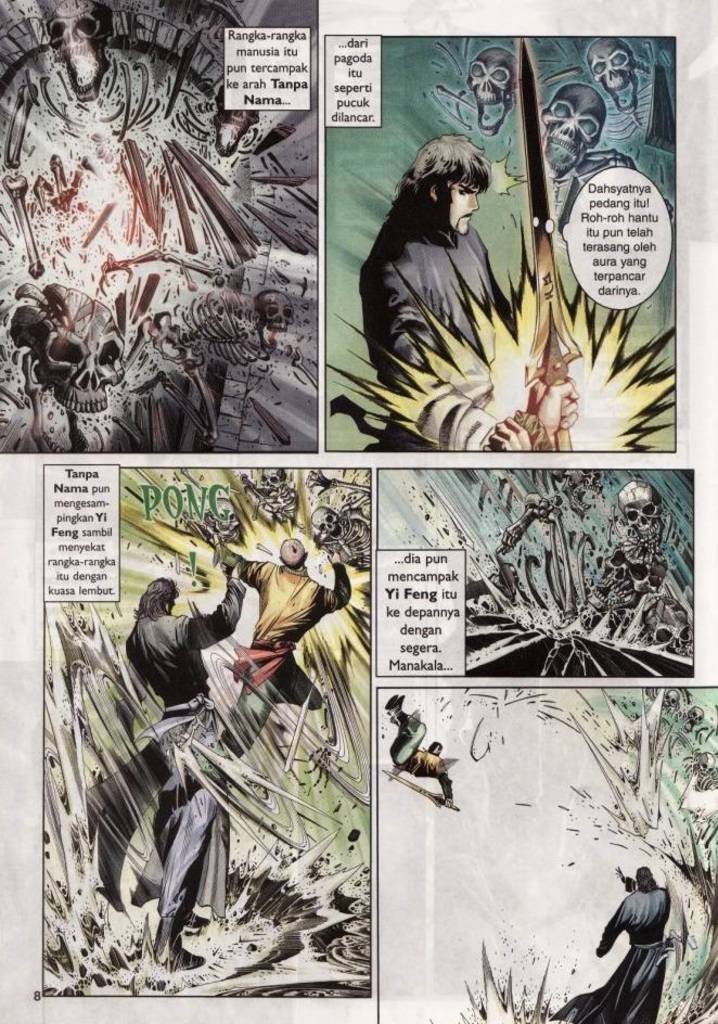 Rangka-rangka
manusia itu
pun tercampak
ke arah Tanpa
Nama...
...dari
pagoda
itu
seperti
pucuk
dilancar.
Dahsyatnya
pedang itu!
Roh-roh hantu
itu pun telah
terasang oleh
aura yang
terpancar
darinya.
Tanpa
Nama pun
mengesam-
pingkan Yi
Feng sambil
menyekat
rangka-rangka
itu dengan
kuasa lembut.
PONG
!
...dia pun
mencampak
Yi Feng itu
ke depannya
dengan
segera.
Manakala...
8